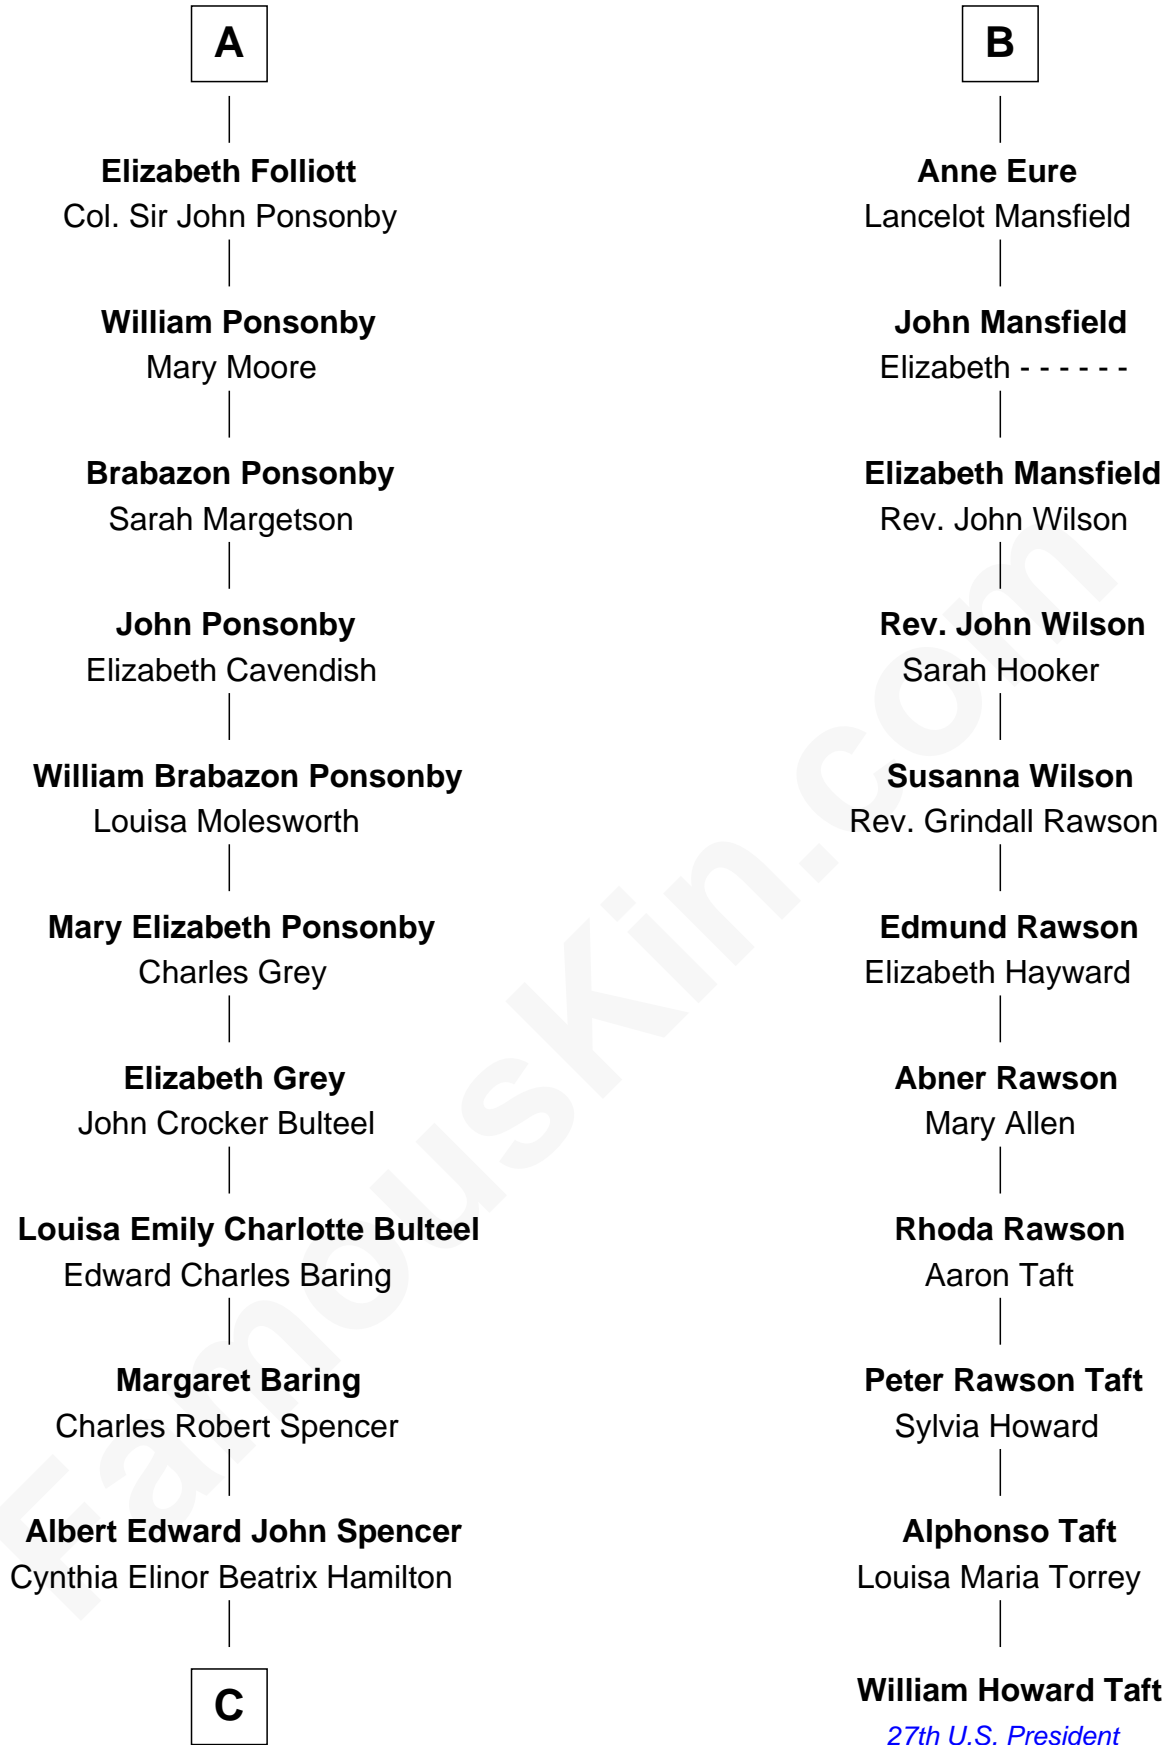 A
Elizabeth Folliott
Col. Sir John Ponsonby
William Ponsonby
Mary Moore
Brabazon Ponsonby
Sarah Margetson
John Ponsonby
Elizabeth Cavendish
William Brabazon Ponsonby
Louisa Molesworth
Mary Elizabeth Ponsonby
Charles Grey
Elizabeth Grey
John Crocker Bulteel
Louisa Emily Charlotte Bulteel
Edward Charles Baring
Margaret Baring
Charles Robert Spencer
Albert Edward John Spencer
Cynthia Elinor Beatrix Hamilton
C
B
Anne Eure
Lancelot Mansfield
John Mansfield
Elizabeth - - - - - -
Elizabeth Mansfield
Rev. John Wilson
Rev. John Wilson
Sarah Hooker
Susanna Wilson
Rev. Grindall Rawson
Edmund Rawson
Elizabeth Hayward
Abner Rawson
Mary Allen
Rhoda Rawson
Aaron Taft
Peter Rawson Taft
Sylvia Howard
Alphonso Taft
Louisa Maria Torrey
William Howard Taft
27th U.S. President
FamousKin.com